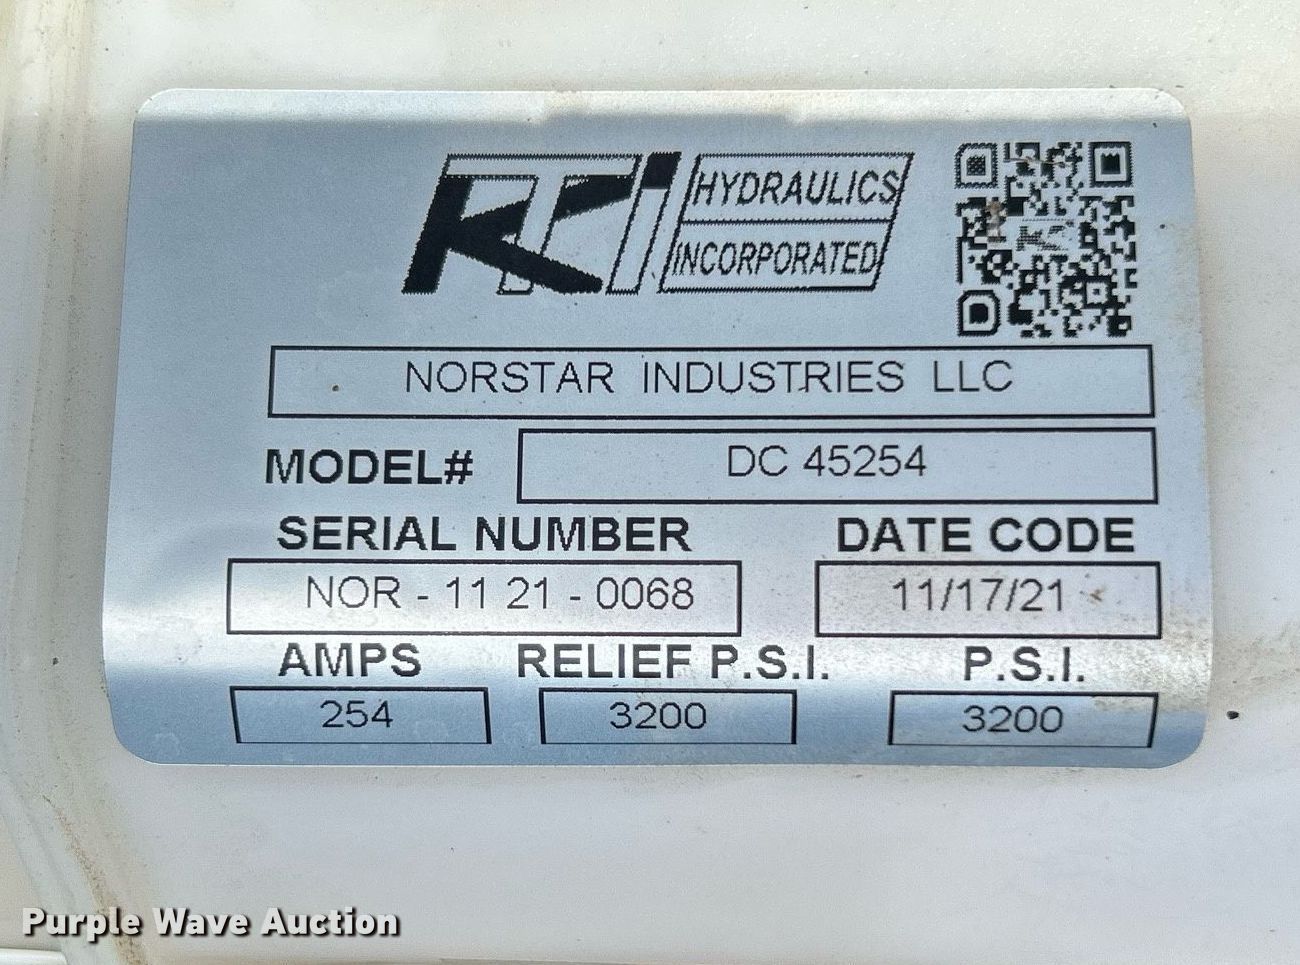 KTI HYDRAULICS
INCORPORATED
NORSTAR INDUSTRIES LLC
MODEL# DC 45254
SERIAL NUMBER DATE CODE
NOR - 11 21 - 0068 11/17/21
AMPS RELIEF P.S.I. P.S.I.
254 3200 3200
Purple Wave Auction